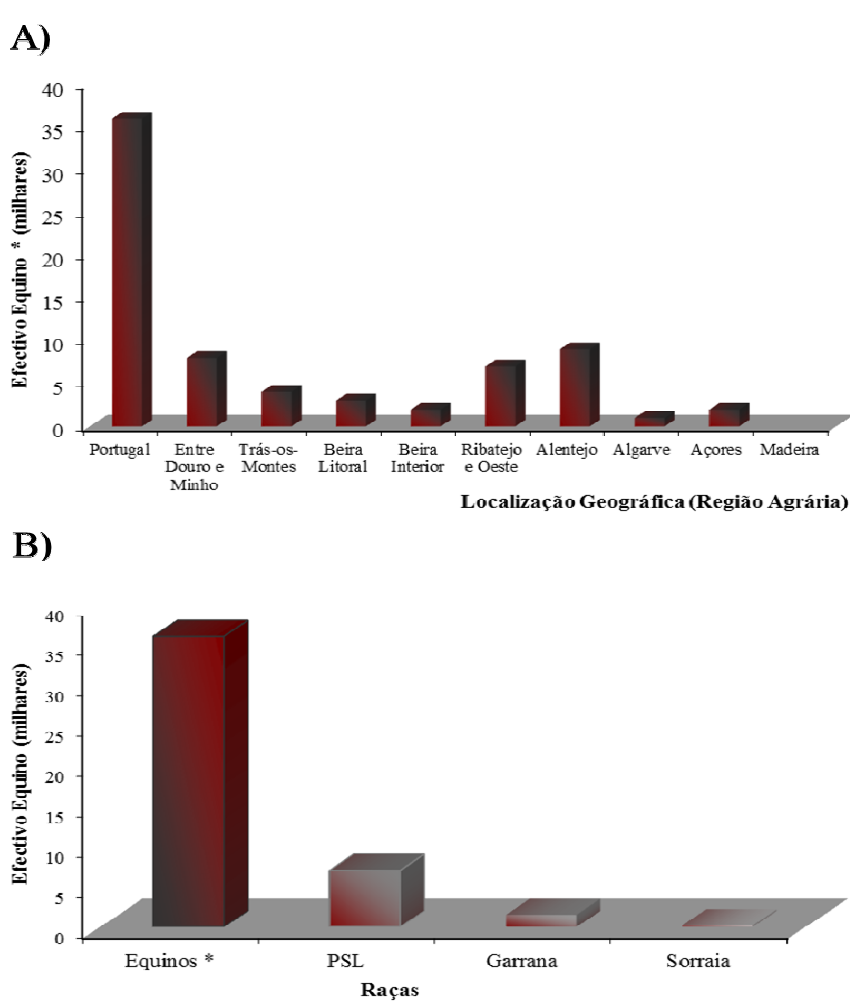 A)
Efectivo Equino * (milhares)
40
35
30
25
20
15
10
5
0
Portugal
Entre
Douro e
Minho
Trás-os-
Montes
Beira
Litoral
Beira
Interior
Ribatejo
e Oeste
Alentejo
Algarve
Açores
Madeira
Localização Geográfica (Região Agrária)
B)
Efectivo Equino (milhares)
40
35
30
25
20
15
10
5
0
Equinos *
PSL
Garrana
Sorraia
Raças